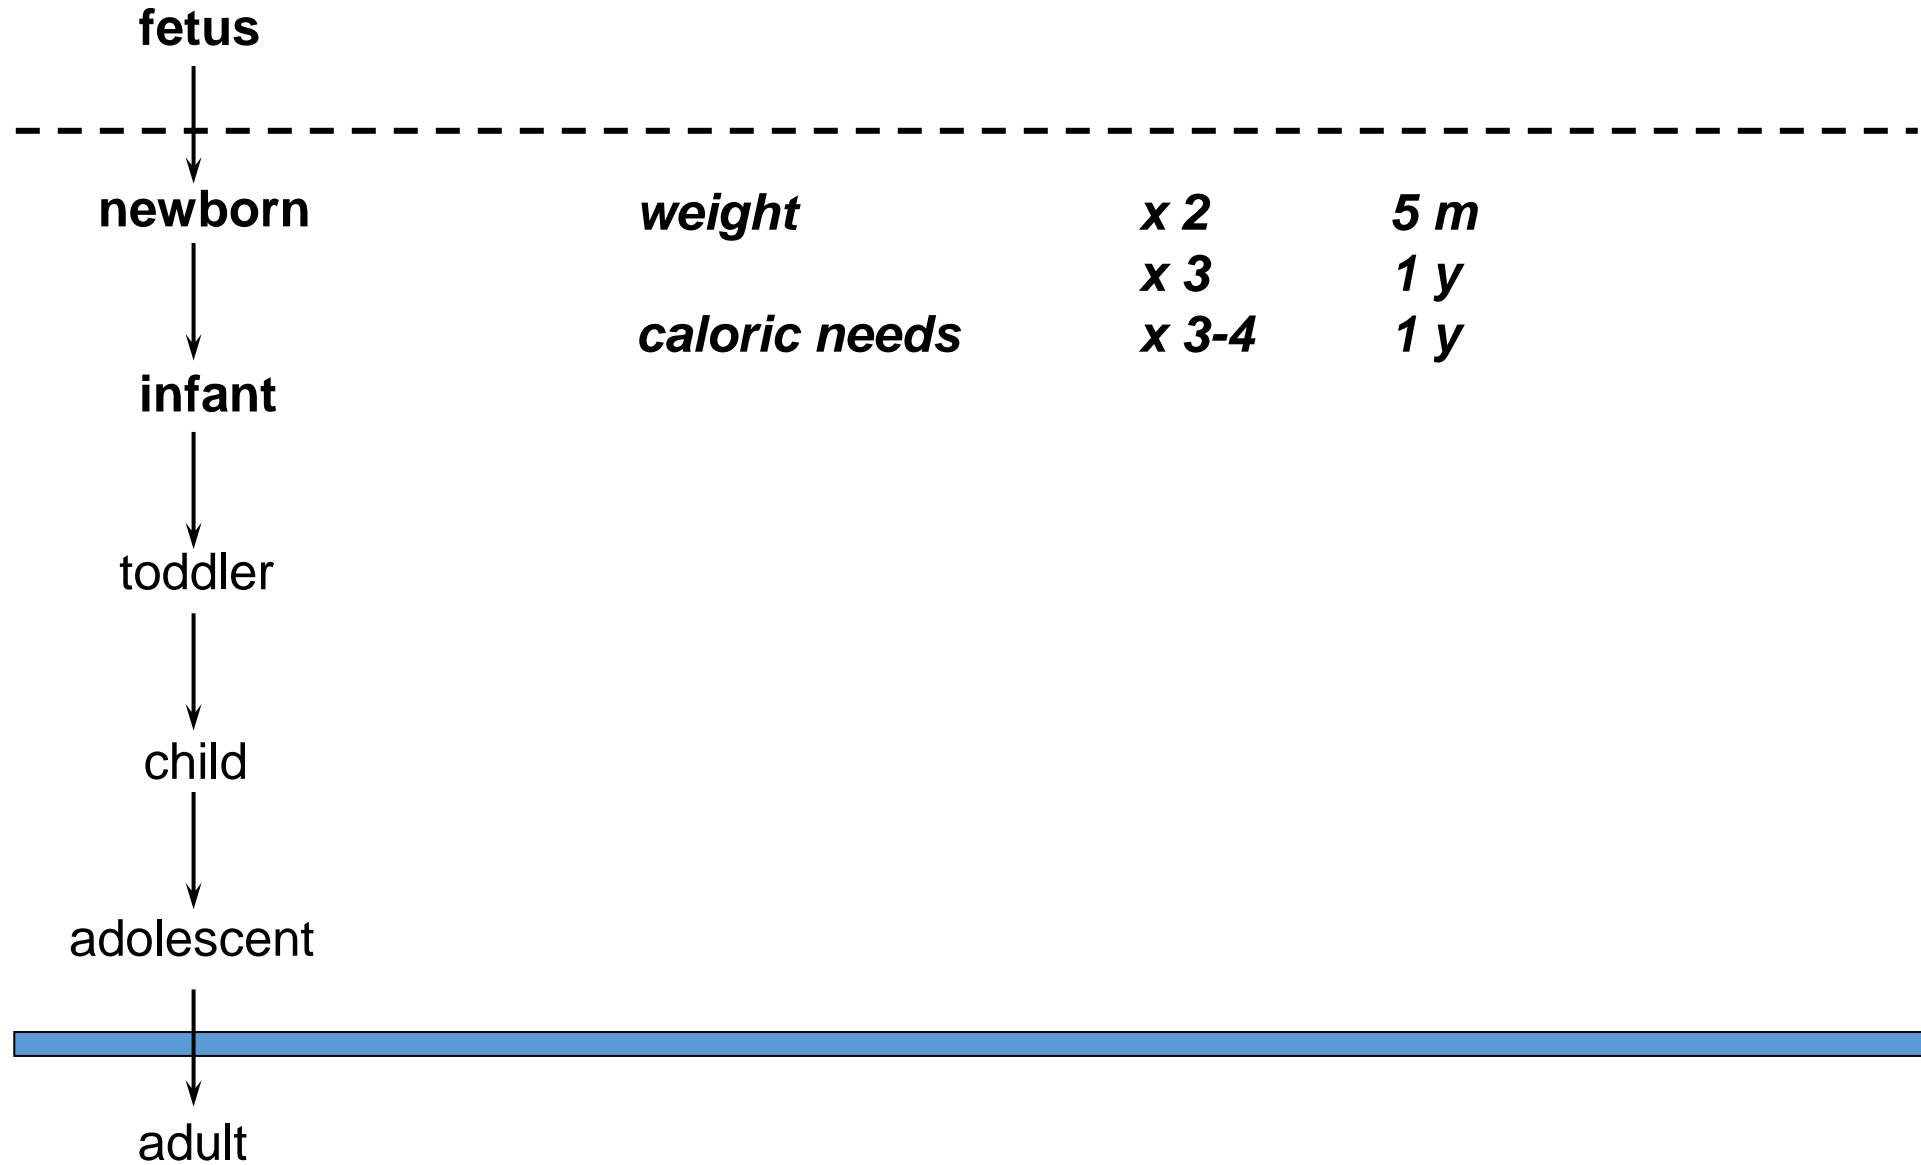 fetus
newborn weight x 2 5 m
x 3 1 y
caloric needs x 3-4 1 y
infant
toddler
child
adolescent
adult